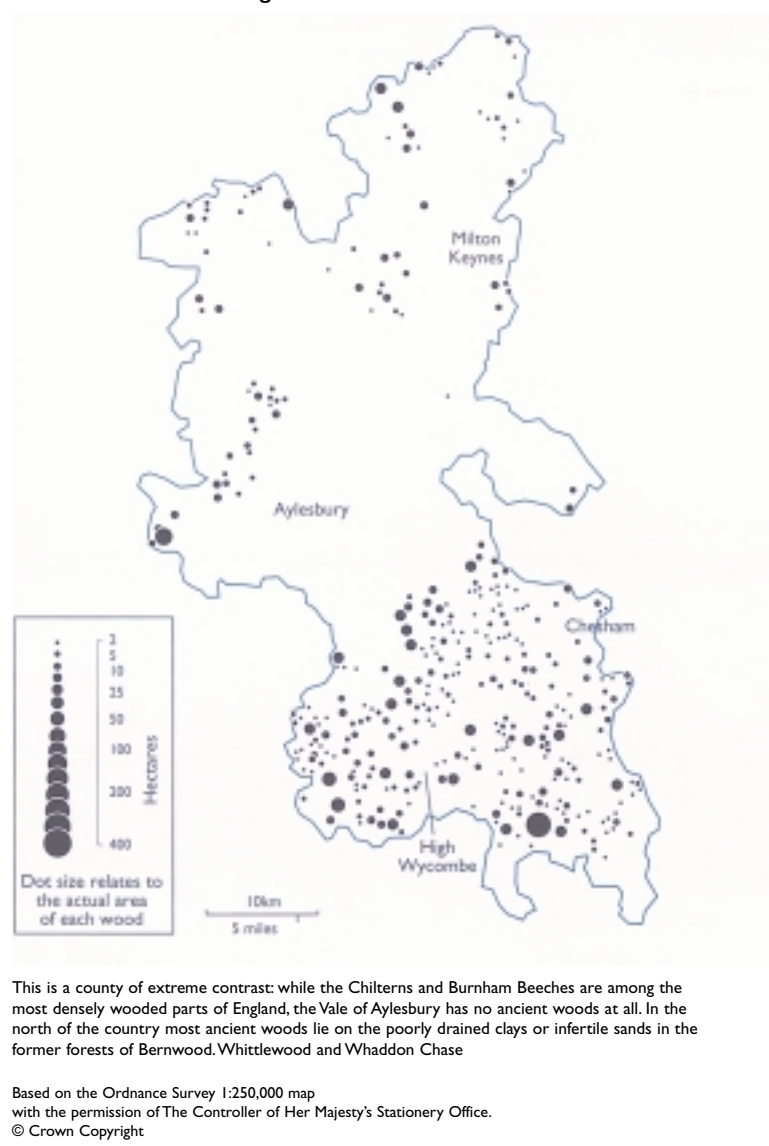 Milton
Keynes
Aylesbury
Chesham
High
Wycombe
2
5
10
25
50
100
200
400
Hectares
Dot size relates to
the actual area
of each wood
10km
5 miles
This is a county of extreme contrast: while the Chilterns and Burnham Beeches are among the
most densely wooded parts of England, the Vale of Aylesbury has no ancient woods at all. In the
north of the country most ancient woods lie on the poorly drained clays or infertile sands in the
former forests of Bernwood. Whittlewood and Whaddon Chase
Based on the Ordnance Survey 1:250,000 map
with the permission of The Controller of Her Majesty's Stationery Office.
© Crown Copyright